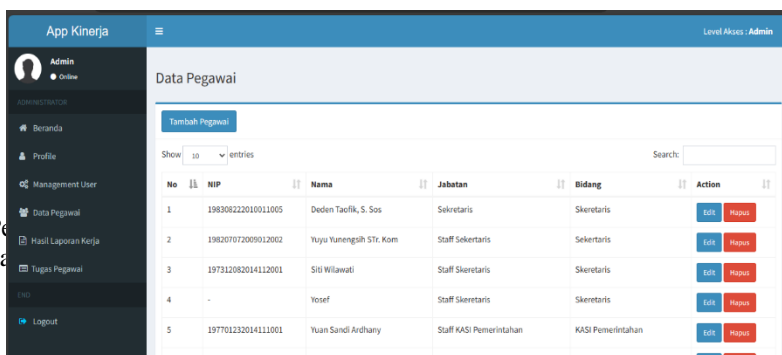 App Kinerja
Level Akses : Admin
Admin
Online
ADMINISTRATOR
Beranda
Profile
Management User
Data Pegawai
Hasil Laporan Kerja
Tugas Pegawai
END
Logout
Data Pegawai
Tambah Pegawai
Show 10 entries Search:
No NIP Nama Jabatan Bidang Action
1 198308222010011005 Deden Taofik, S. Sos Sekretaris Skeretaris Edit Hapus
2 198207072009012002 Yuyu Yunengsih STr. Kom Staff Sekertaris Sekertaris Edit Hapus
3 197312082014122001 Siti Wilawati Staff Skeretaris Skeretaris Edit Hapus
4 - Yosef Staff Skeretaris Skeretaris Edit Hapus
5 197701232014111001 Yuan Sandi Ardhany Staff KASI Pemerintahan KASI Pemerintahan Edit Hapus